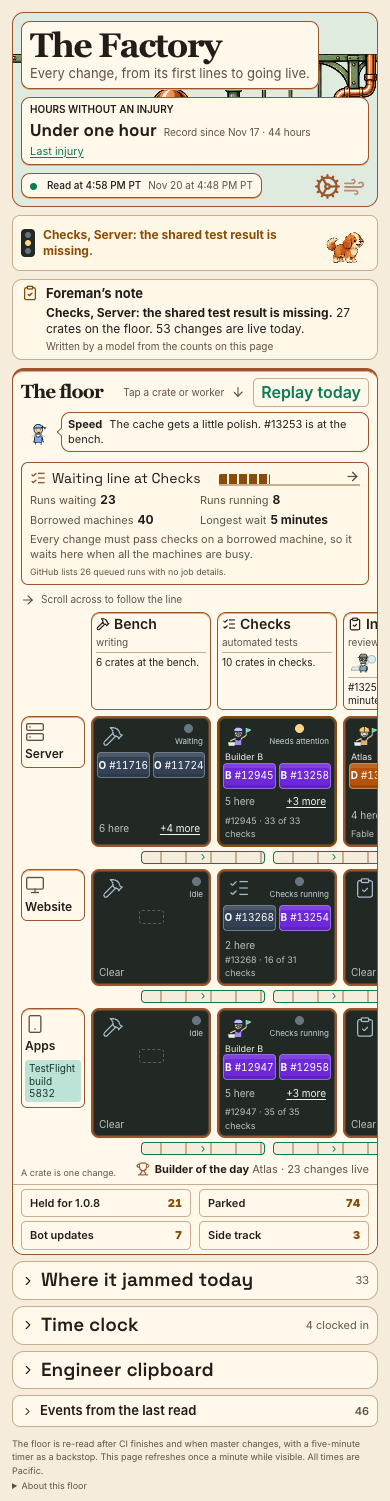 The Factory
Every change, from its first lines to going live.
HOURS WITHOUT AN INJURY
Under one hour Record since Nov 17 · 44 hours
Last injury
Read at 4:58 PM PT Nov 20 at 4:48 PM PT
Checks, Server: the shared test result is
missing.
Foreman's note
Checks, Server: the shared test result is missing. 27
crates on the floor. 53 changes are live today.
Written by a model from the counts on this page
The floor Tap a crate or worker ↓ Replay today
Speed The cache gets a little polish. #13253 is at the
bench.
Waiting line at Checks →
Runs waiting 23 Runs running 8
Borrowed machines 40 Longest wait 5 minutes
Every change must pass checks on a borrowed machine, so it
waits here when all the machines are busy.
GitHub lists 26 queued runs with no job details.
→ Scroll across to follow the line
Bench Checks In
writing automated tests review
6 crates at the bench. 10 crates in checks.
#1325
minute
Server
Waiting Needs attention
Builder B Atlas
O #11716 O #11724 B #12945 B #13258 D #13
5 here +3 more 4 here
6 here +4 more #12945 · 33 of 33 checks Fable
Website
Idle Checks running
O #13268 B #13254
2 here
#13268 · 16 of 31
checks
Clear Clear
Apps
TestFlight
build
5832
Idle Checks running
Builder B
B #12947 B #12958
5 here +3 more
#12947 · 35 of 35
checks
Clear Clear
A crate is one change. Builder of the day Atlas · 23 changes live
Held for 1.0.8 21 Parked 74
Bot updates 7 Side track 3
Where it jammed today 33
Time clock 4 clocked in
Engineer clipboard
Events from the last read 46
The floor is re-read after CI finishes and when master changes, with a five-minute
timer as a backstop. This page refreshes once a minute while visible. All times are
Pacific.
About this floor